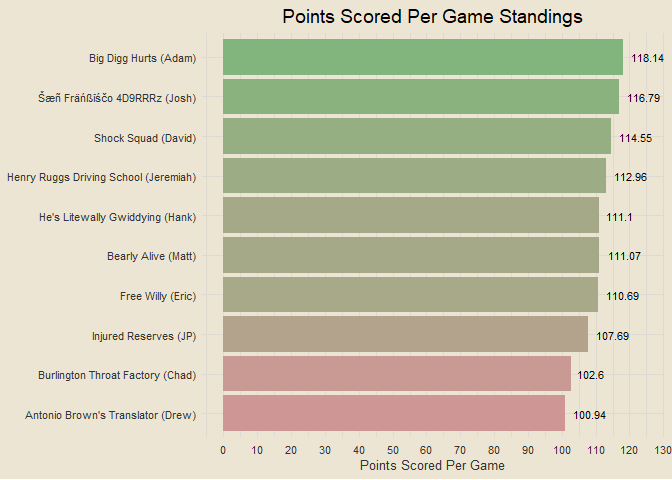 Points Scored Per Game Standings
Big Digg Hurts (Adam) 118.14
Šæñ Fräńßïśčo 4D9RRRz (Josh) 116.79
Shock Squad (David) 114.55
Henry Ruggs Driving School (Jeremiah) 112.96
He's Litewally Gwiddying (Hank) 111.1
Bearly Alive (Matt) 111.07
Free Willy (Eric) 110.69
Injured Reserves (JP) 107.69
Burlington Throat Factory (Chad) 102.6
Antonio Brown's Translator (Drew) 100.94
0 10 20 30 40 50 60 70 80 90 100 110 120 130
Points Scored Per Game